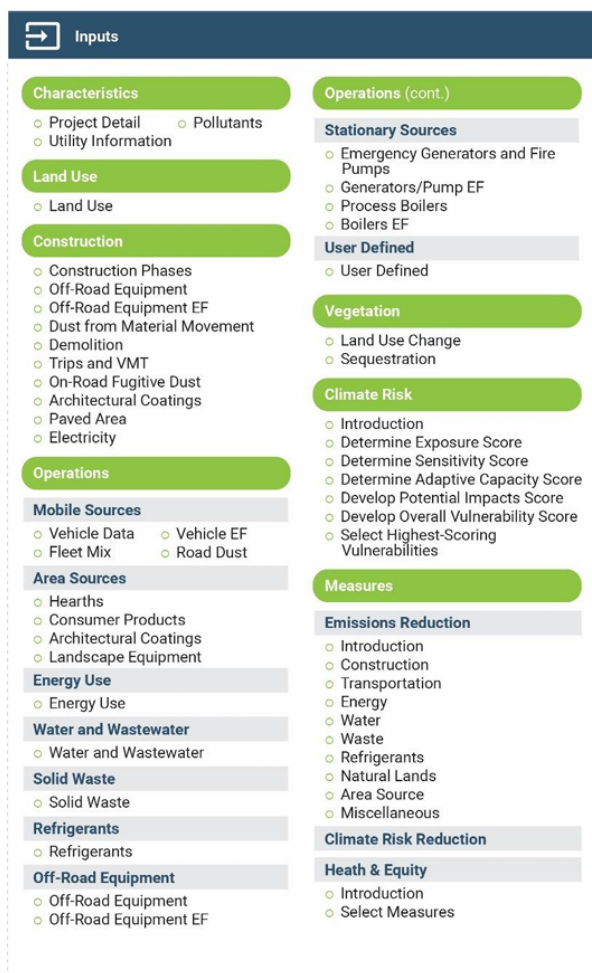 Inputs
Characteristics
Project Detail
Pollutants
Utility Information
Land Use
Land Use
Construction
Construction Phases
Off-Road Equipment
Off-Road Equipment EF
Dust from Material Movement
Demolition
Trips and VMT
On-Road Fugitive Dust
Architectural Coatings
Paved Area
Electricity
Operations
Mobile Sources
Vehicle Data
Vehicle EF
Fleet Mix
Road Dust
Area Sources
Hearths
Consumer Products
Architectural Coatings
Landscape Equipment
Energy Use
Energy Use
Water and Wastewater
Water and Wastewater
Solid Waste
Solid Waste
Refrigerants
Refrigerants
Off-Road Equipment
Off-Road Equipment
Off-Road Equipment EF
Operations (cont.)
Stationary Sources
Emergency Generators and Fire
Pumps
Generators/Pump EF
Process Boilers
Boilers EF
User Defined
User Defined
Vegetation
Land Use Change
Sequestration
Climate Risk
Introduction
Determine Exposure Score
Determine Sensitivity Score
Determine Adaptive Capacity Score
Develop Potential Impacts Score
Develop Overall Vulnerability Score
Select Highest-Scoring
Vulnerabilities
Measures
Emissions Reduction
Introduction
Construction
Transportation
Energy
Water
Waste
Refrigerants
Natural Lands
Area Source
Miscellaneous
Climate Risk Reduction
Heath & Equity
Introduction
Select Measures